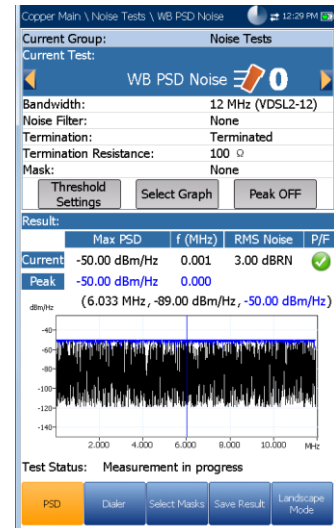 Copper Main \ Noise Tests \ WB PSD Noise 12:29 PM
Current Group: Noise Tests
Current Test:
WB PSD Noise 0
Bandwidth: 12 MHz (VDSL2-12)
Noise Filter: None
Termination: Terminated
Termination Resistance: 100 Ω
Mask: None
Threshold Settings Select Graph Peak OFF
Result:
Max PSD f (MHz) RMS Noise P/F
Current -50.00 dBm/Hz 0.001 3.00 dBRN
Peak -50.00 dBm/Hz 0.000
(6.033 MHz, -89.00 dBm/Hz, -50.00 dBm/Hz)
dBm/Hz
-40
-60
-80
-100
-120
-140
2.000 4.000 6.000 8.000 10.000 MHz
Test Status: Measurement in progress
PSD Dialer Select Masks Save Result Landscape Mode